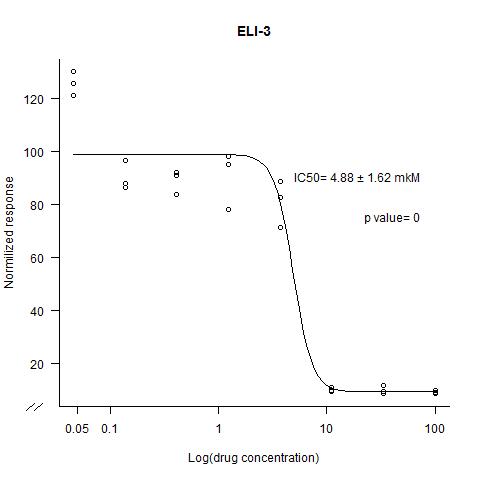 ELI-3
120
100
80
60
40
20
Normilized response
IC50= 4.88 ± 1.62 mkM
p value= 0
0.05 0.1 1 10 100
Log(drug concentration)